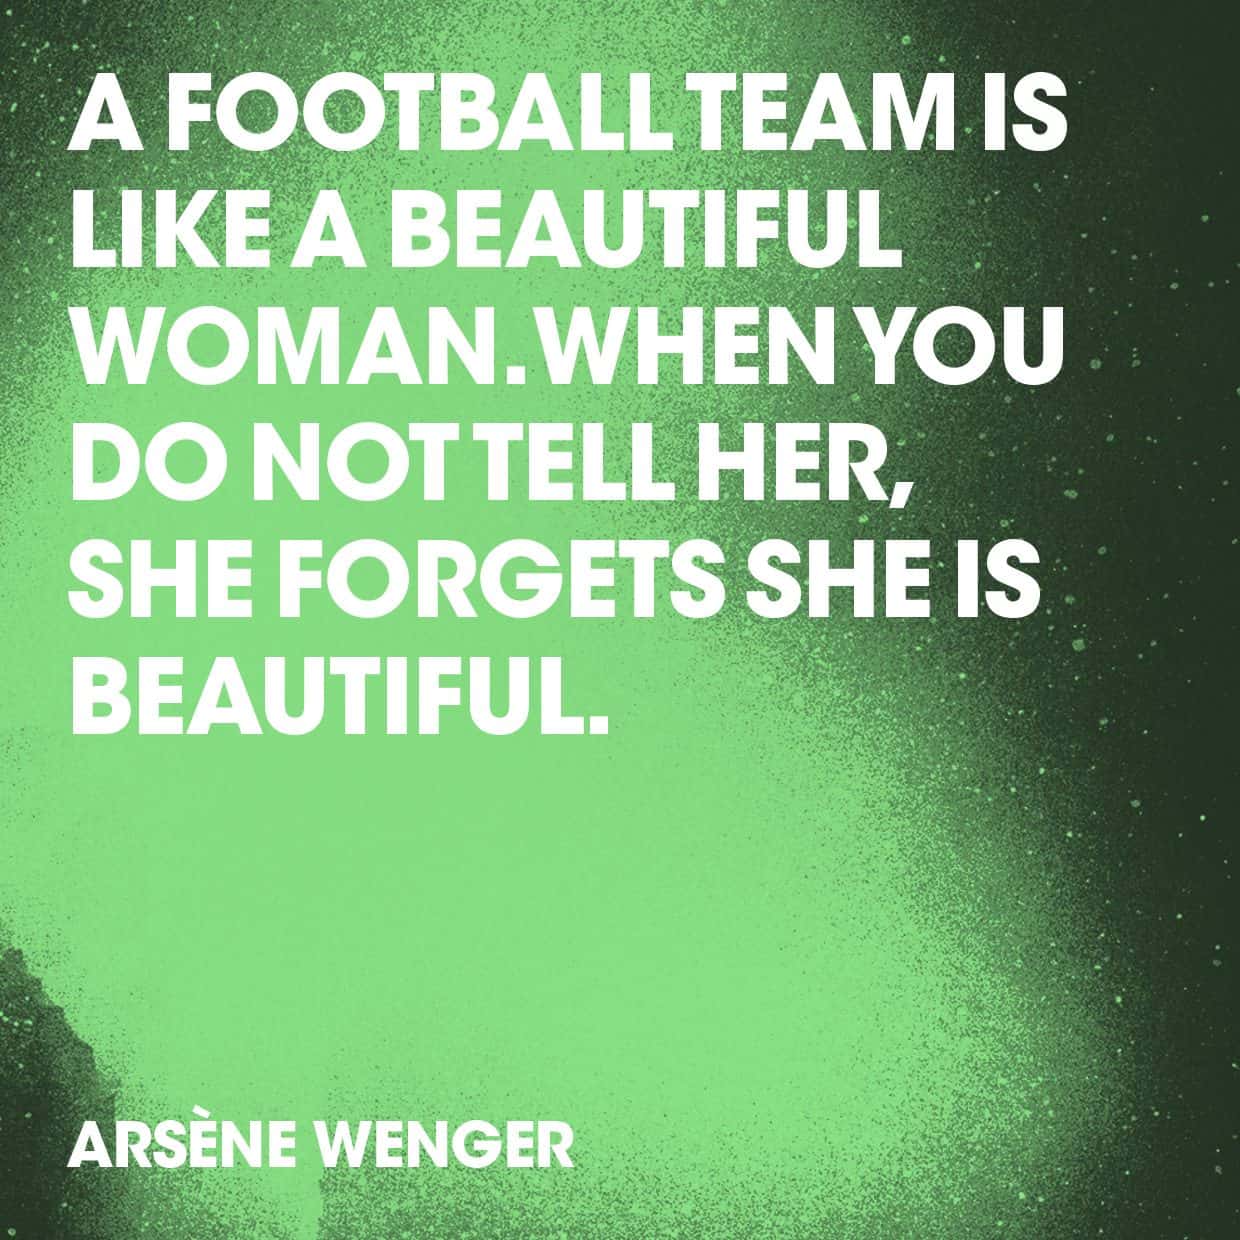 A FOOTBALL TEAM IS
LIKE A BEAUTIFUL
WOMAN. WHEN YOU
DO NOT TELL HER,
SHE FORGETS SHE IS
BEAUTIFUL.
ARSÈNE WENGER